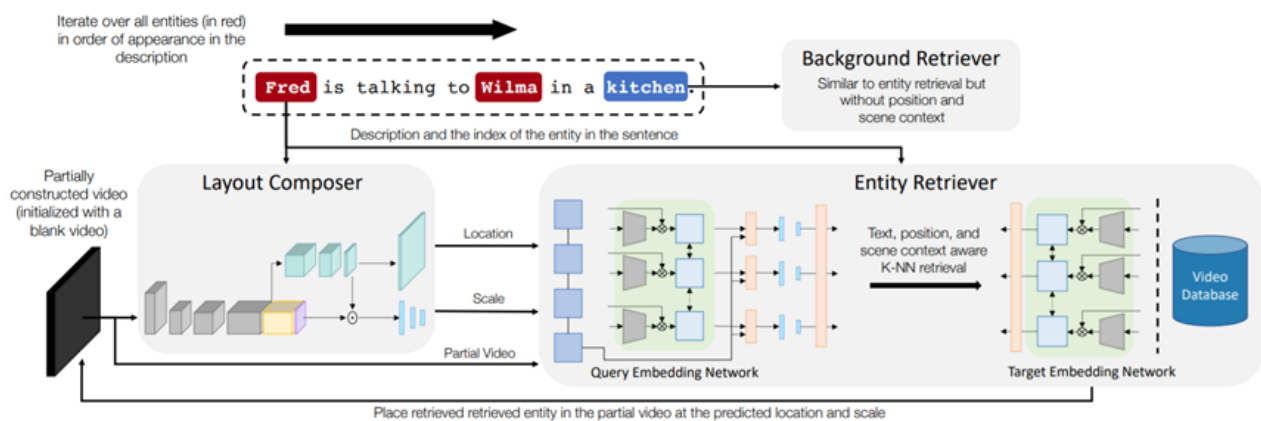 Iterate over all entities (in red)
in order of appearance in the
description
Fred is talking to Wilma in a kitchen.
Background Retriever
Similar to entity retrieval but
without position and
scene context
Description and the index of the entity in the sentence
Partially
constructed video
(initialized with a
blank video)
Layout Composer
Location
Scale
Partial Video
Entity Retriever
Query Embedding Network
Text, position, and
scene context aware
K-NN retrieval
Target Embedding Network
Video
Database
Place retrieved retrieved entity in the partial video at the predicted location and scale